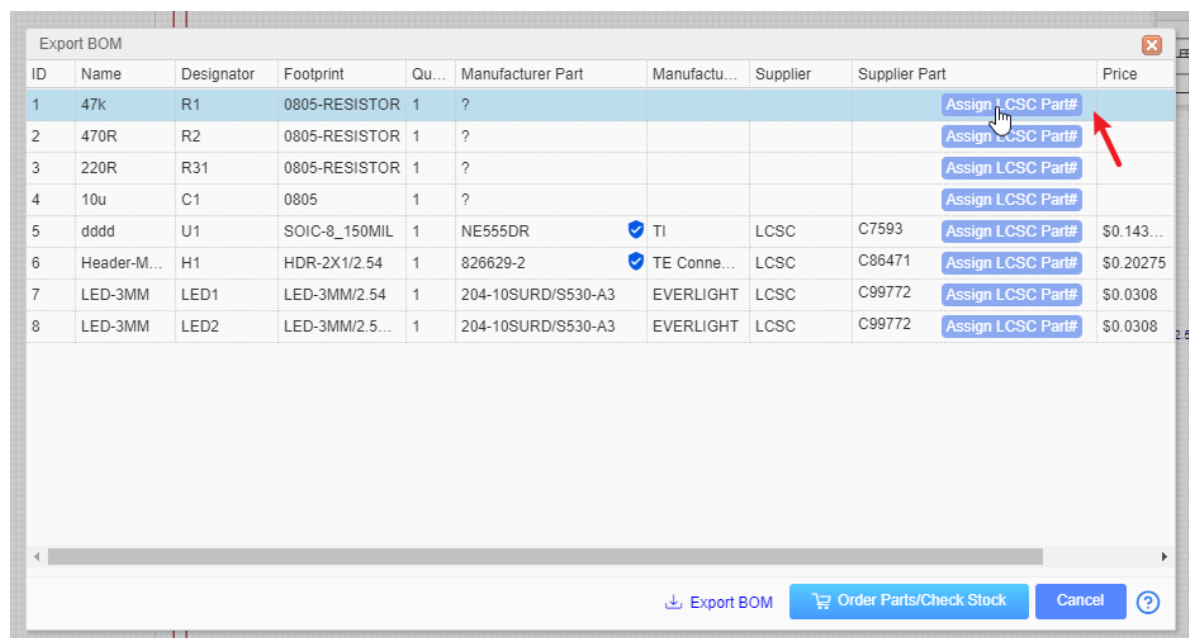 Export BOM
ID Name Designator Footprint Qu... Manufacturer Part Manufactu... Supplier Supplier Part Price
1 47k R1 0805-RESISTOR 1 ? Assign LCSC Part#
2 470R R2 0805-RESISTOR 1 ? Assign LCSC Part#
3 220R R31 0805-RESISTOR 1 ? Assign LCSC Part#
4 10u C1 0805 1 ? Assign LCSC Part#
5 dddd U1 SOIC-8_150MIL 1 NE555DR TI LCSC C7593 Assign LCSC Part# $0.143...
6 Header-M... H1 HDR-2X1/2.54 1 826629-2 TE Conne... LCSC C86471 Assign LCSC Part# $0.20275
7 LED-3MM LED1 LED-3MM/2.54 1 204-10SURD/S530-A3 EVERLIGHT LCSC C99772 Assign LCSC Part# $0.0308
8 LED-3MM LED2 LED-3MM/2.5... 1 204-10SURD/S530-A3 EVERLIGHT LCSC C99772 Assign LCSC Part# $0.0308
Export BOM Order Parts/Check Stock Cancel ?